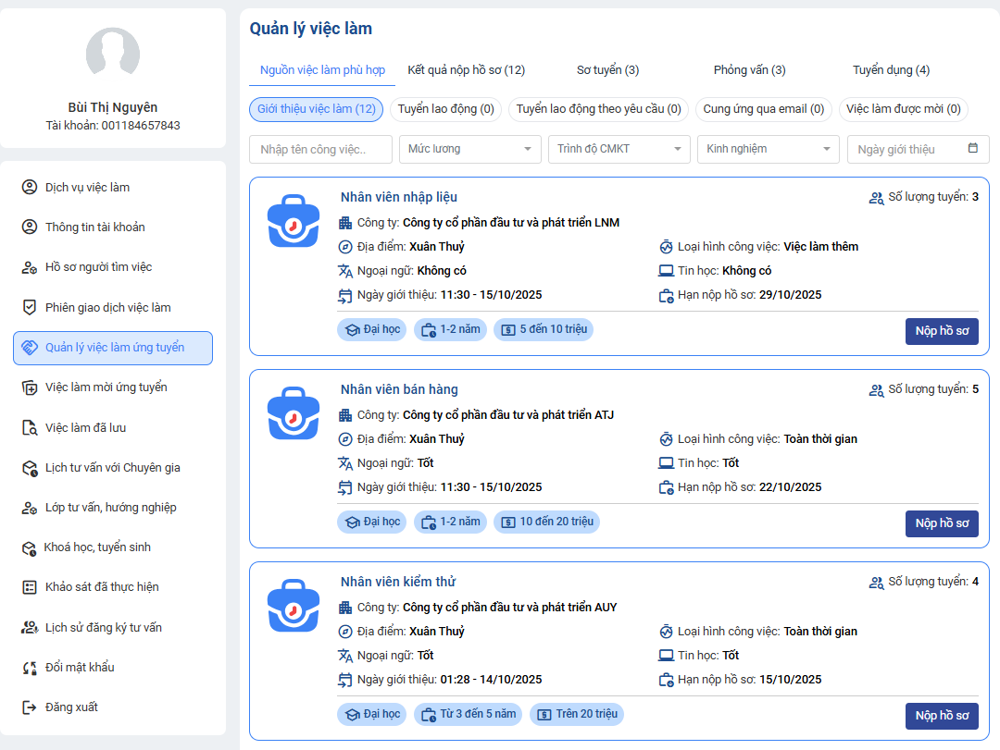 Bùi Thị Nguyên
Tài khoản: 001184657843
Dịch vụ việc làm
Thông tin tài khoản
Hồ sơ người tìm việc
Phiên giao dịch việc làm
Quản lý việc làm ứng tuyển
Việc làm mời ứng tuyển
Việc làm đã lưu
Lịch tư vấn với Chuyên gia
Lớp tư vấn, hướng nghiệp
Khoá học, tuyển sinh
Khảo sát đã thực hiện
Lịch sử đăng ký tư vấn
Đổi mật khẩu
Đăng xuất
Quản lý việc làm
Nguồn việc làm phù hợp Kết quả nộp hồ sơ (12) Sơ tuyển (3) Phỏng vấn (3) Tuyển dụng (4)
Giới thiệu việc làm (12) Tuyển lao động (0) Tuyển lao động theo yêu cầu (0) Cung ứng qua email (0) Việc làm được mời (0)
Nhập tên công việc.. Mức lương Trình độ CMKT Kinh nghiệm Ngày giới thiệu
Nhân viên nhập liệu Số lượng tuyển: 3
Công ty: Công ty cổ phần đầu tư và phát triển LNM
Địa điểm: Xuân Thuỷ Loại hình công việc: Việc làm thêm
Ngoại ngữ: Không có Tin học: Không có
Ngày giới thiệu: 11:30 - 15/10/2025 Hạn nộp hồ sơ: 29/10/2025
Đại học 1-2 năm 5 đến 10 triệu Nộp hồ sơ
Nhân viên bán hàng Số lượng tuyển: 5
Công ty: Công ty cổ phần đầu tư và phát triển ATJ
Địa điểm: Xuân Thuỷ Loại hình công việc: Toàn thời gian
Ngoại ngữ: Tốt Tin học: Tốt
Ngày giới thiệu: 11:30 - 15/10/2025 Hạn nộp hồ sơ: 22/10/2025
Đại học 1-2 năm 10 đến 20 triệu Nộp hồ sơ
Nhân viên kiểm thử Số lượng tuyển: 4
Công ty: Công ty cổ phần đầu tư và phát triển AUY
Địa điểm: Xuân Thuỷ Loại hình công việc: Toàn thời gian
Ngoại ngữ: Tốt Tin học: Tốt
Ngày giới thiệu: 01:28 - 14/10/2025 Hạn nộp hồ sơ: 15/10/2025
Đại học Từ 3 đến 5 năm Trên 20 triệu Nộp hồ sơ